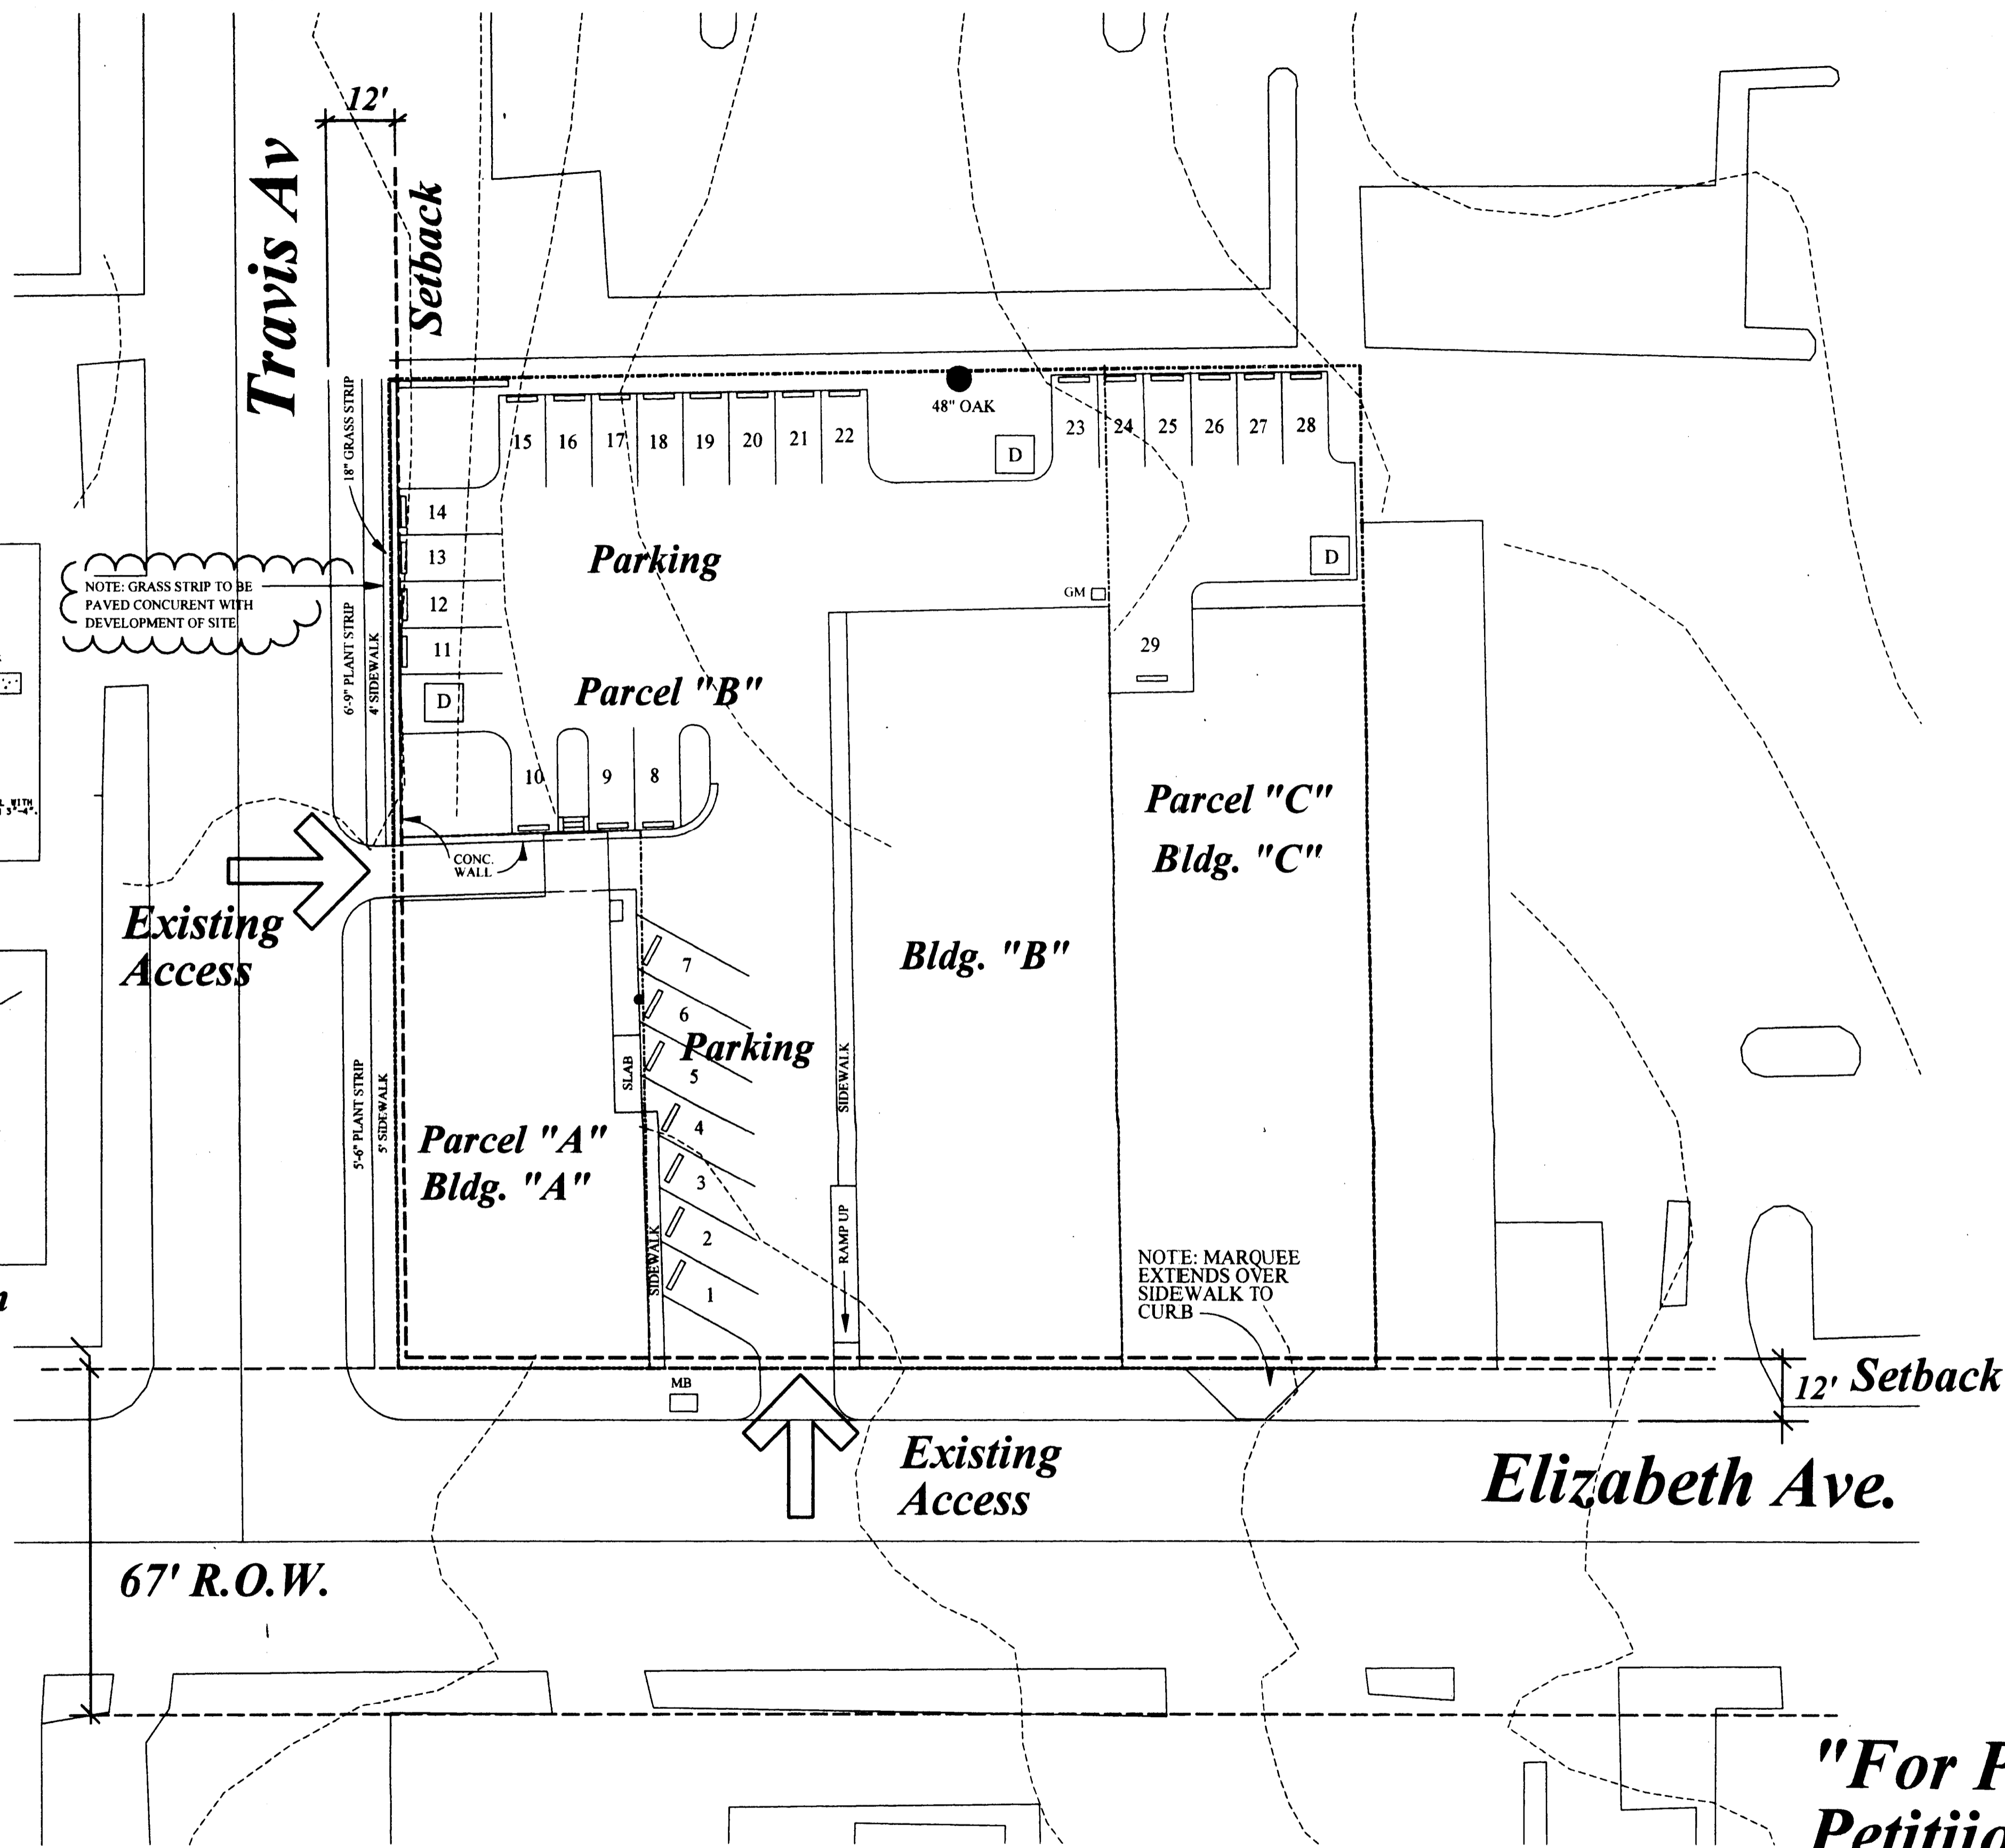 12'
Travis Av
Setback
18" GRASS STRIP
48" OAK
15 16 17 18 19 20 21 22
23 24 25 26 27 28
D
14
13
12
11
D
D
NOTE: GRASS STRIP TO BE
PAVED CONCURENT WITH
DEVELOPMENT OF SITE
6'-9" PLANT STRIP
4' SIDEWALK
Parking
GM
29
Parcel "B"
10 9 8
CONC.
WALL
Existing
Access
Parcel "C"
Bldg. "C"
Bldg. "B"
7
6
Parking
5
4
3
2
1
SLAB
SIDEWALK
SIDEWALK
RAMP UP
5'-6" PLANT STRIP
5' SIDEWALK
Parcel "A"
Bldg. "A"
NOTE: MARQUEE
EXTENDS OVER
SIDEWALK TO
CURB
MB
12' Setback
Existing
Access
Elizabeth Ave.
67' R.O.W.
"For P
Petitio